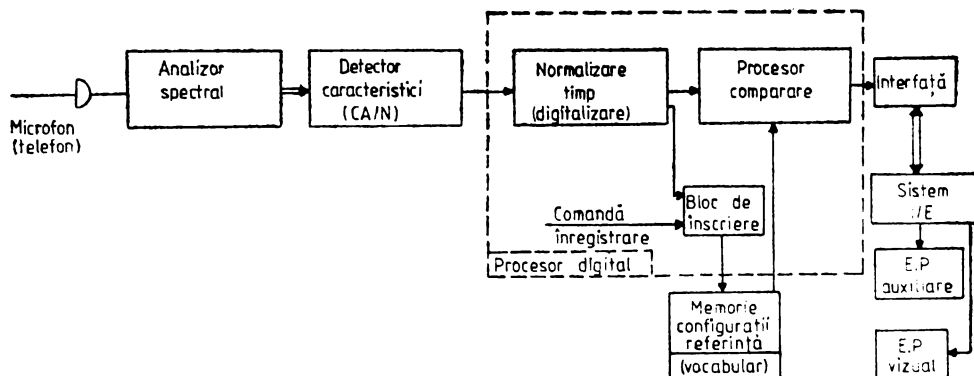 Microfon
(telefon)
Analizor
spectral
Detector
caracteristici
(CA/N)
Normalizare
timp
(digitalizare)
Procesor
comparare
Interfață
Comandă
înregistrare
Bloc de
înscriere
Procesor digital
Memorie
configurații
referință
(vocabular)
Sistem
I/E
E.P
auxiliare
E.P
vizual